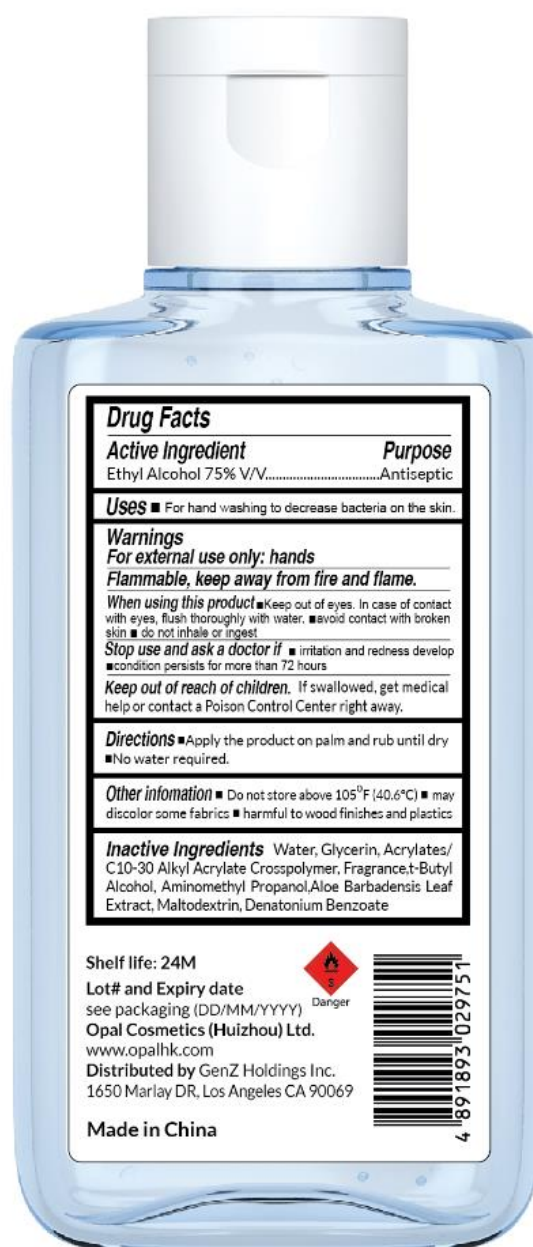 Drug Facts
Active Ingredient Purpose
Ethyl Alcohol 75% V/V..................................Antiseptic
Uses ■ For hand washing to decrease bacteria on the skin.
Warnings
For external use only: hands
Flammable, keep away from fire and flame.
When using this product ■Keep out of eyes. In case of contact
with eyes, flush thoroughly with water. ■avoid contact with broken
skin ■ do not inhale or ingest
Stop use and ask a doctor if ■ irritation and redness develop
■condition persists for more than 72 hours
Keep out of reach of children. If swallowed, get medical
help or contact a Poison Control Center right away.
Directions ■Apply the product on palm and rub until dry
■No water required.
Other infomation ■ Do not store above 105⁰F (40.6°C) ■ may
discolor some fabrics ■ harmful to wood finishes and plastics
Inactive Ingredients Water, Glycerin, Acrylates/
C10-30 Alkyl Acrylate Crosspolymer, Fragrance,t-Butyl
Alcohol, Aminomethyl Propanol,Aloe Barbadensis Leaf
Extract, Maltodextrin, Denatonium Benzoate
Shelf life: 24M
Lot# and Expiry date
see packaging (DD/MM/YYYY)
Opal Cosmetics (Huizhou) Ltd.
www.opalhk.com
Distributed by GenZ Holdings Inc.
1650 Marlay DR, Los Angeles CA 90069
Made in China
3
Danger
4 891893 029751